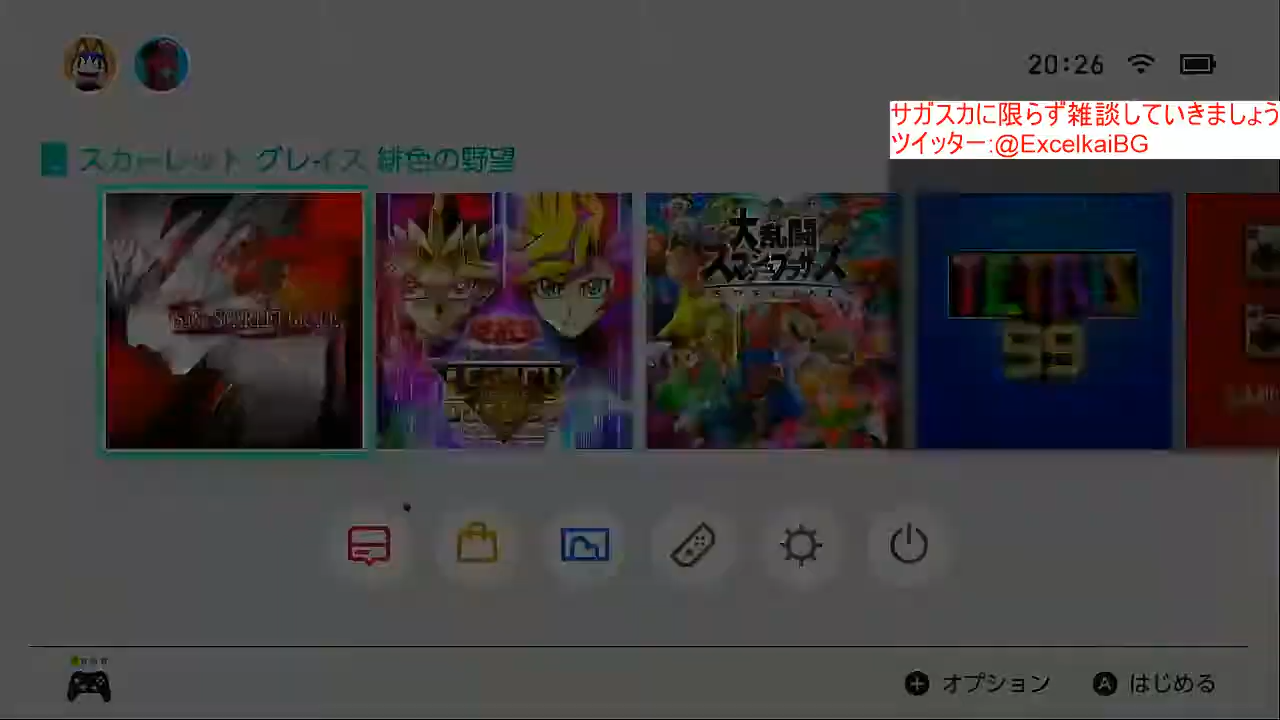 20:26
サガスカに限らず雑談していきましょう
ツイッター:@ExcelkaiBG
スカーレット グレイス 緋色の野望
大乱闘
スマッシュブラザーズ
SPECIAL
TETRIS
99
オプション
はじめる